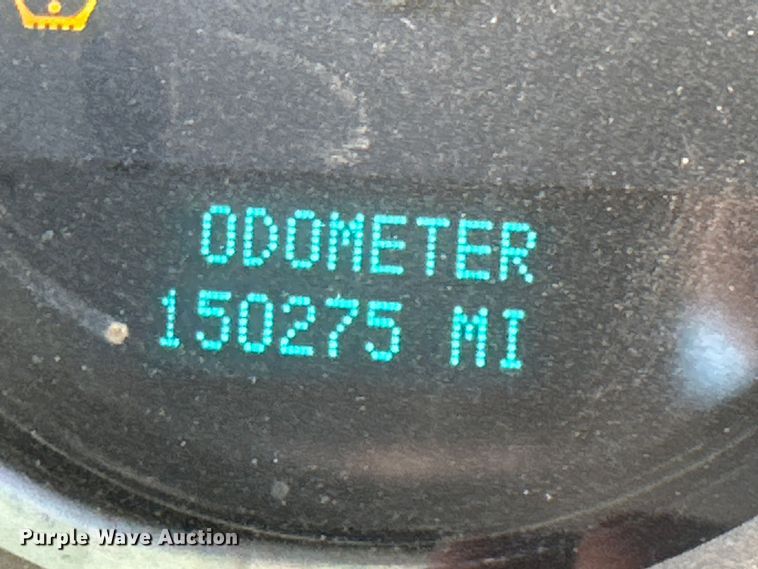 ODOMETER
150275 MI
Purple Wave Auction